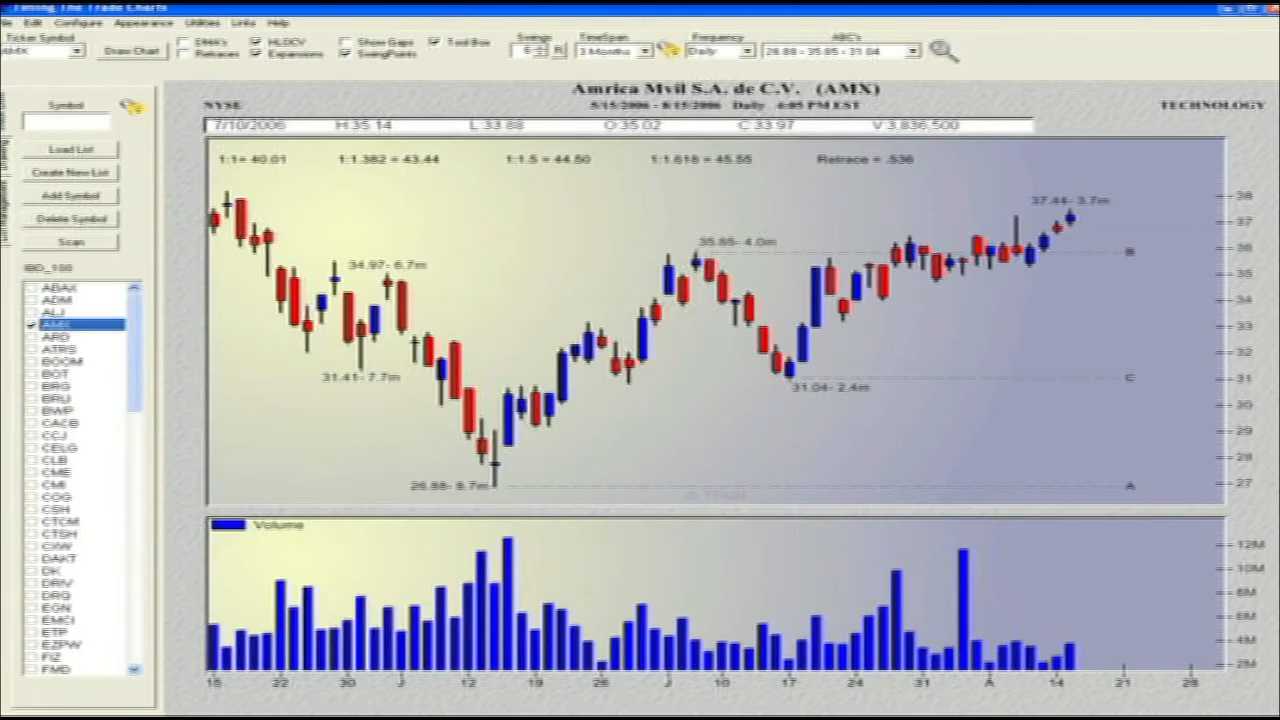 Timing The Trade Charts
Edit Configure Appearance Utilities Links Help
Ticker Symbol
AMX
Draw Chart
DMA's
Retraces
HLOCV
Expansions
Show Gaps
SwingPoints
Tool Box
Swings
6
R
TimeSpan
3 Months
Frequency
Daily
ABC's
26.88 - 35.85 - 31.04
Symbol
Load List
Create New List
Add Symbol
Delete Symbol
Scan
IBD_100
ABAX
ADM
ALJ
AMX
ARD
ATRS
BOOM
BOT
BRG
BRU
BWP
CACB
CCJ
CELG
CLB
CME
CMI
COG
CSH
CTCM
CTSH
CXW
DAKT
DK
DRIV
DRQ
EGN
EMCI
ETP
EZPW
FIZ
FMD
Amrica Mvil S.A. de C.V. (AMX)
NYSE
5/15/2006 - 8/15/2006 Daily 4:05 PM EST
TECHNOLOGY
7/10/2006 H:35.14 L:33.88 O:35.02 C:33.97 V:3,836,500
1:1= 40.01 1:1.382 = 43.44 1:1.5 = 44.50 1:1.618 = 45.55 Retrace = .536
37.44- 3.7m
35.85- 4.0m
B
34.97- 6.7m
31.41- 7.7m
C
31.04- 2.4m
26.88- 8.7m
A
38
37
36
35
34
33
32
31
30
29
28
27
Volume
12M
10M
8M
6M
4M
2M
15 22 30 J 12 19 26 J 10 17 24 31 A 14 21 28